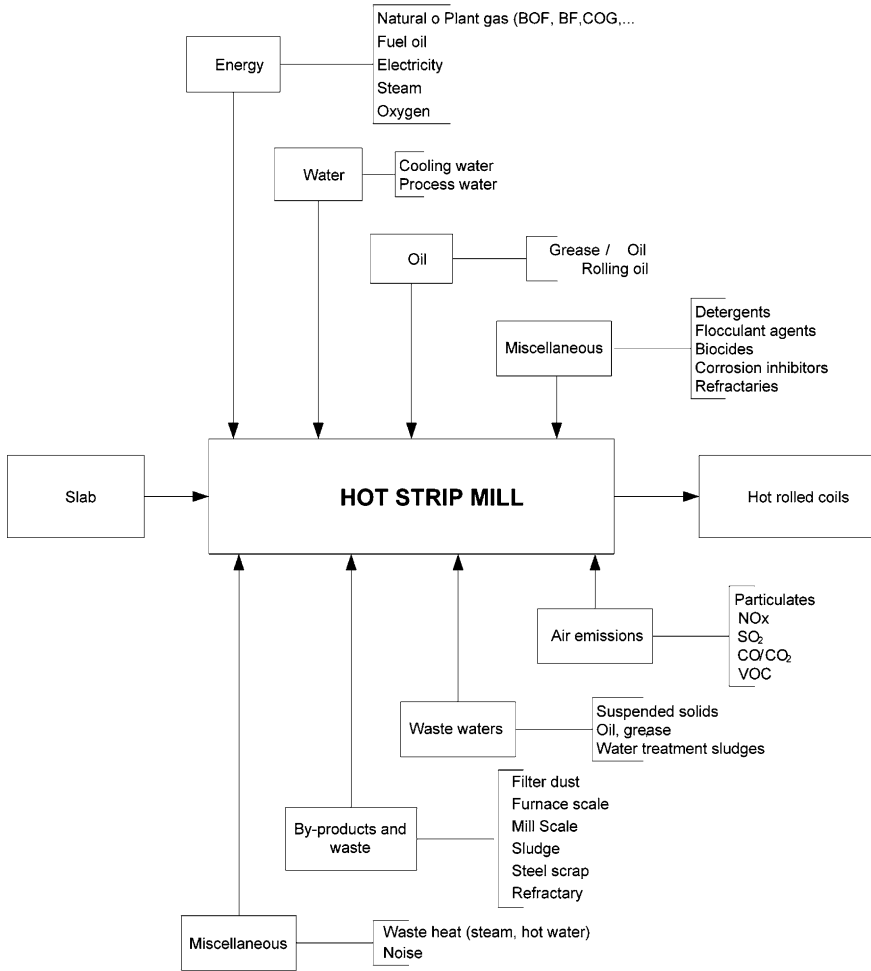 Natural o Plant gas (BOF, BF,COG,...
Fuel oil
Energy
Electricity
Steam
Oxygen
Water
Cooling water
Process water
Oil
Grease / Oil
Rolling oil
Miscellaneous
Detergents
Flocculant agents
Biocides
Corrosion inhibitors
Refractaries
Slab
HOT STRIP MILL
Hot rolled coils
Air emissions
Particulates
NOx
SO2
CO/CO2
VOC
Waste waters
Suspended solids
Oil, grease
Water treatment sludges
By-products and
waste
Filter dust
Furnace scale
Mill Scale
Sludge
Steel scrap
Refractary
Miscellaneous
Waste heat (steam, hot water)
Noise